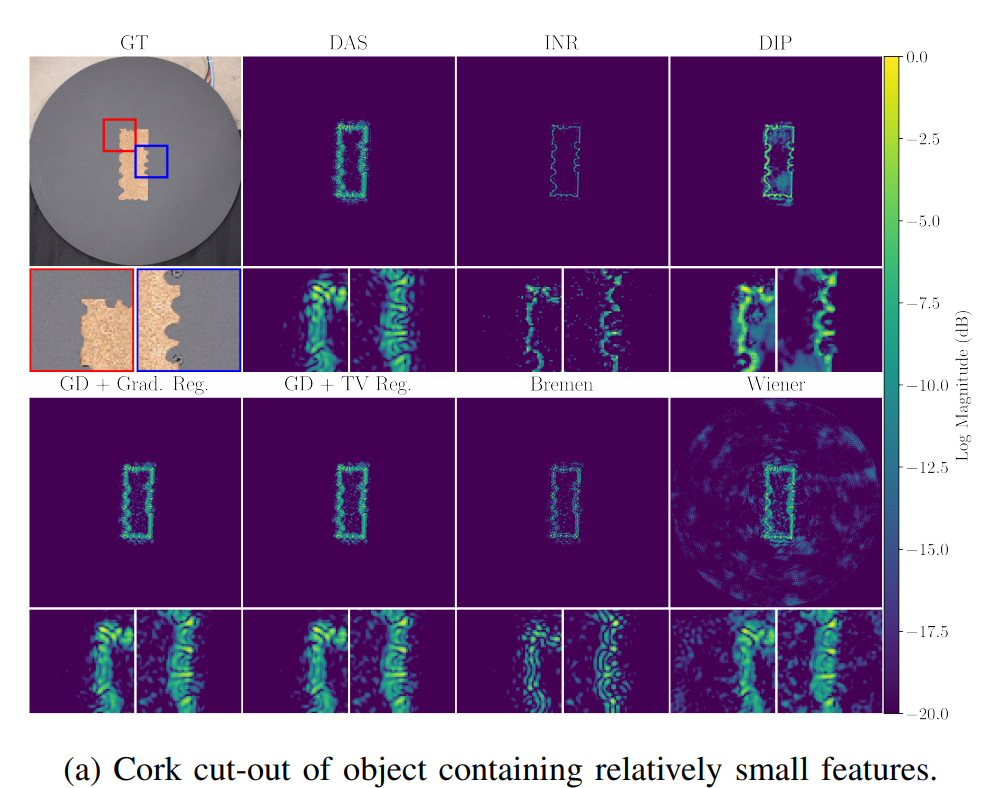 GT DAS INR DIP
0.0
−2.5
−5.0
−7.5
−10.0
−12.5
−15.0
−17.5
−20.0
Log Magnitude (dB)
GD + Grad. Reg. GD + TV Reg. Bremen Wiener
(a) Cork cut-out of object containing relatively small features.